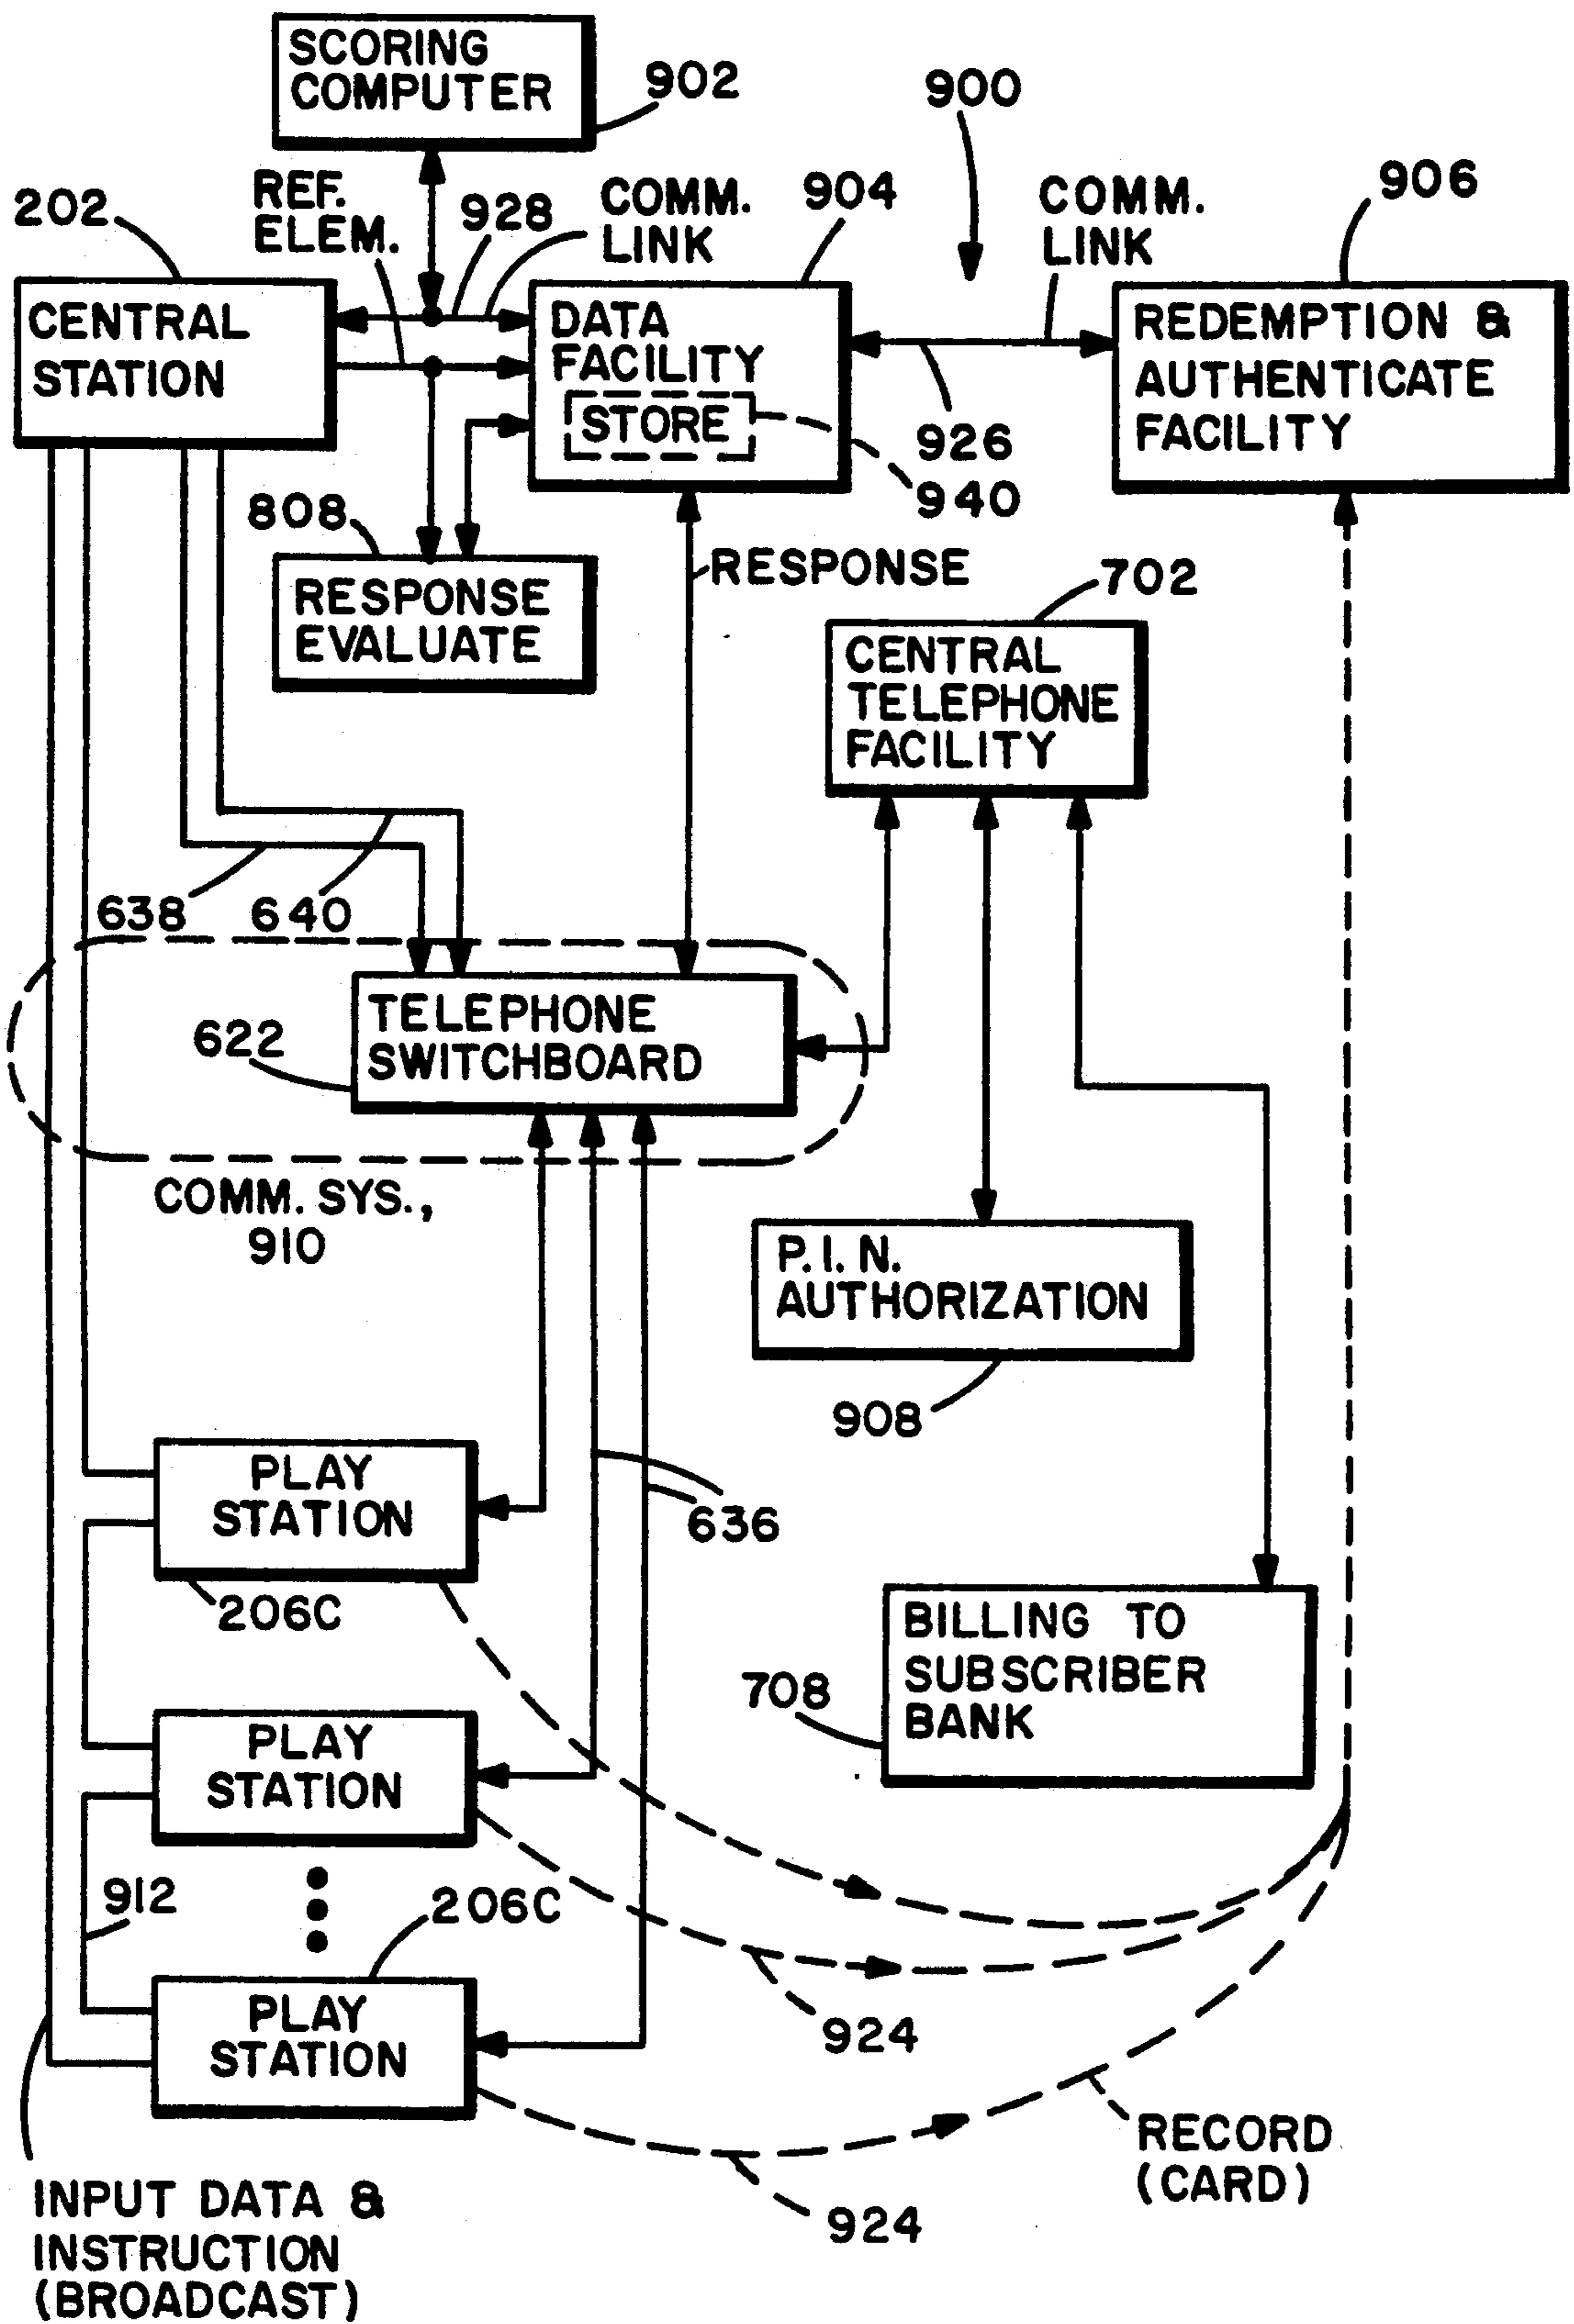 SCORING
COMPUTER
902
900
REF.
ELEM.
928
COMM.
LINK
904
COMM.
LINK
906
202
CENTRAL
STATION
DATA
FACILITY
STORE
REDEMPTION &
AUTHENTICATE
FACILITY
926
940
808
RESPONSE
EVALUATE
RESPONSE
702
CENTRAL
TELEPHONE
FACILITY
638
640
622
TELEPHONE
SWITCHBOARD
COMM. SYS.,
910
P.I.N.
AUTHORIZATION
908
PLAY
STATION
636
206C
BILLING TO
SUBSCRIBER
BANK
708
PLAY
STATION
912
206C
PLAY
STATION
924
RECORD
(CARD)
924
INPUT DATA &
INSTRUCTION
(BROADCAST)